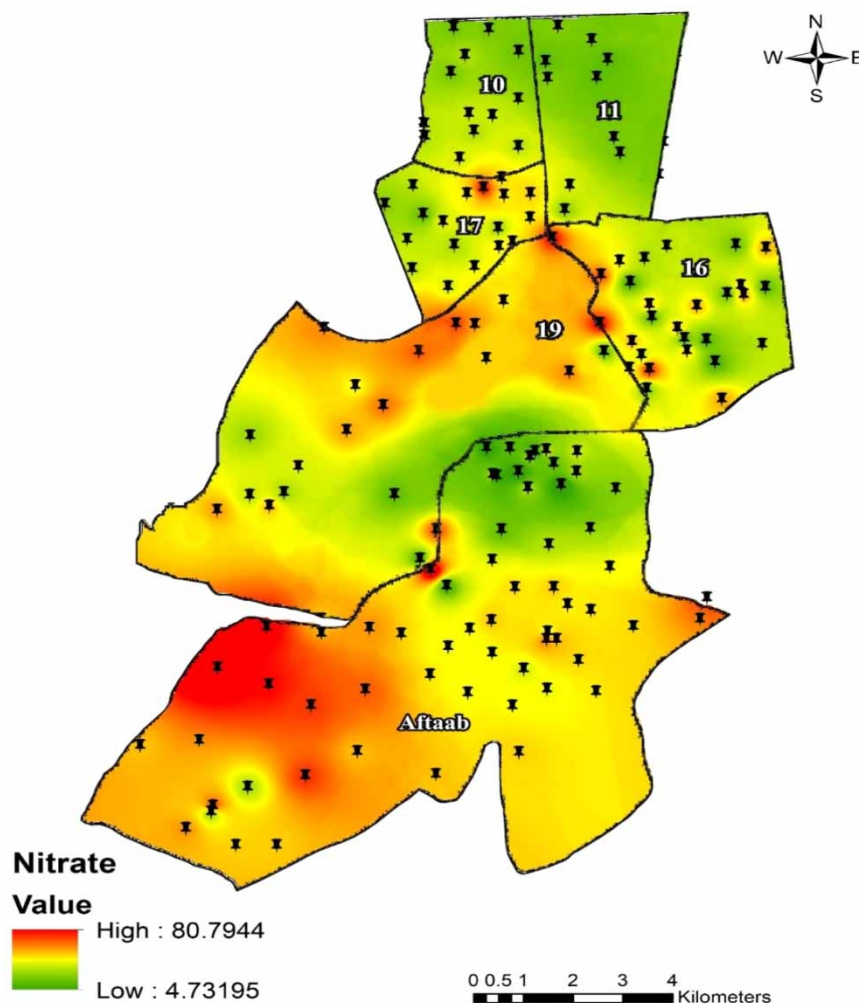 N
W E
S
10
11
17
16
19
Aftaab
Nitrate
Value
High : 80.7944
Low : 4.73195
0 0.5 1 2 3 4
Kilometers